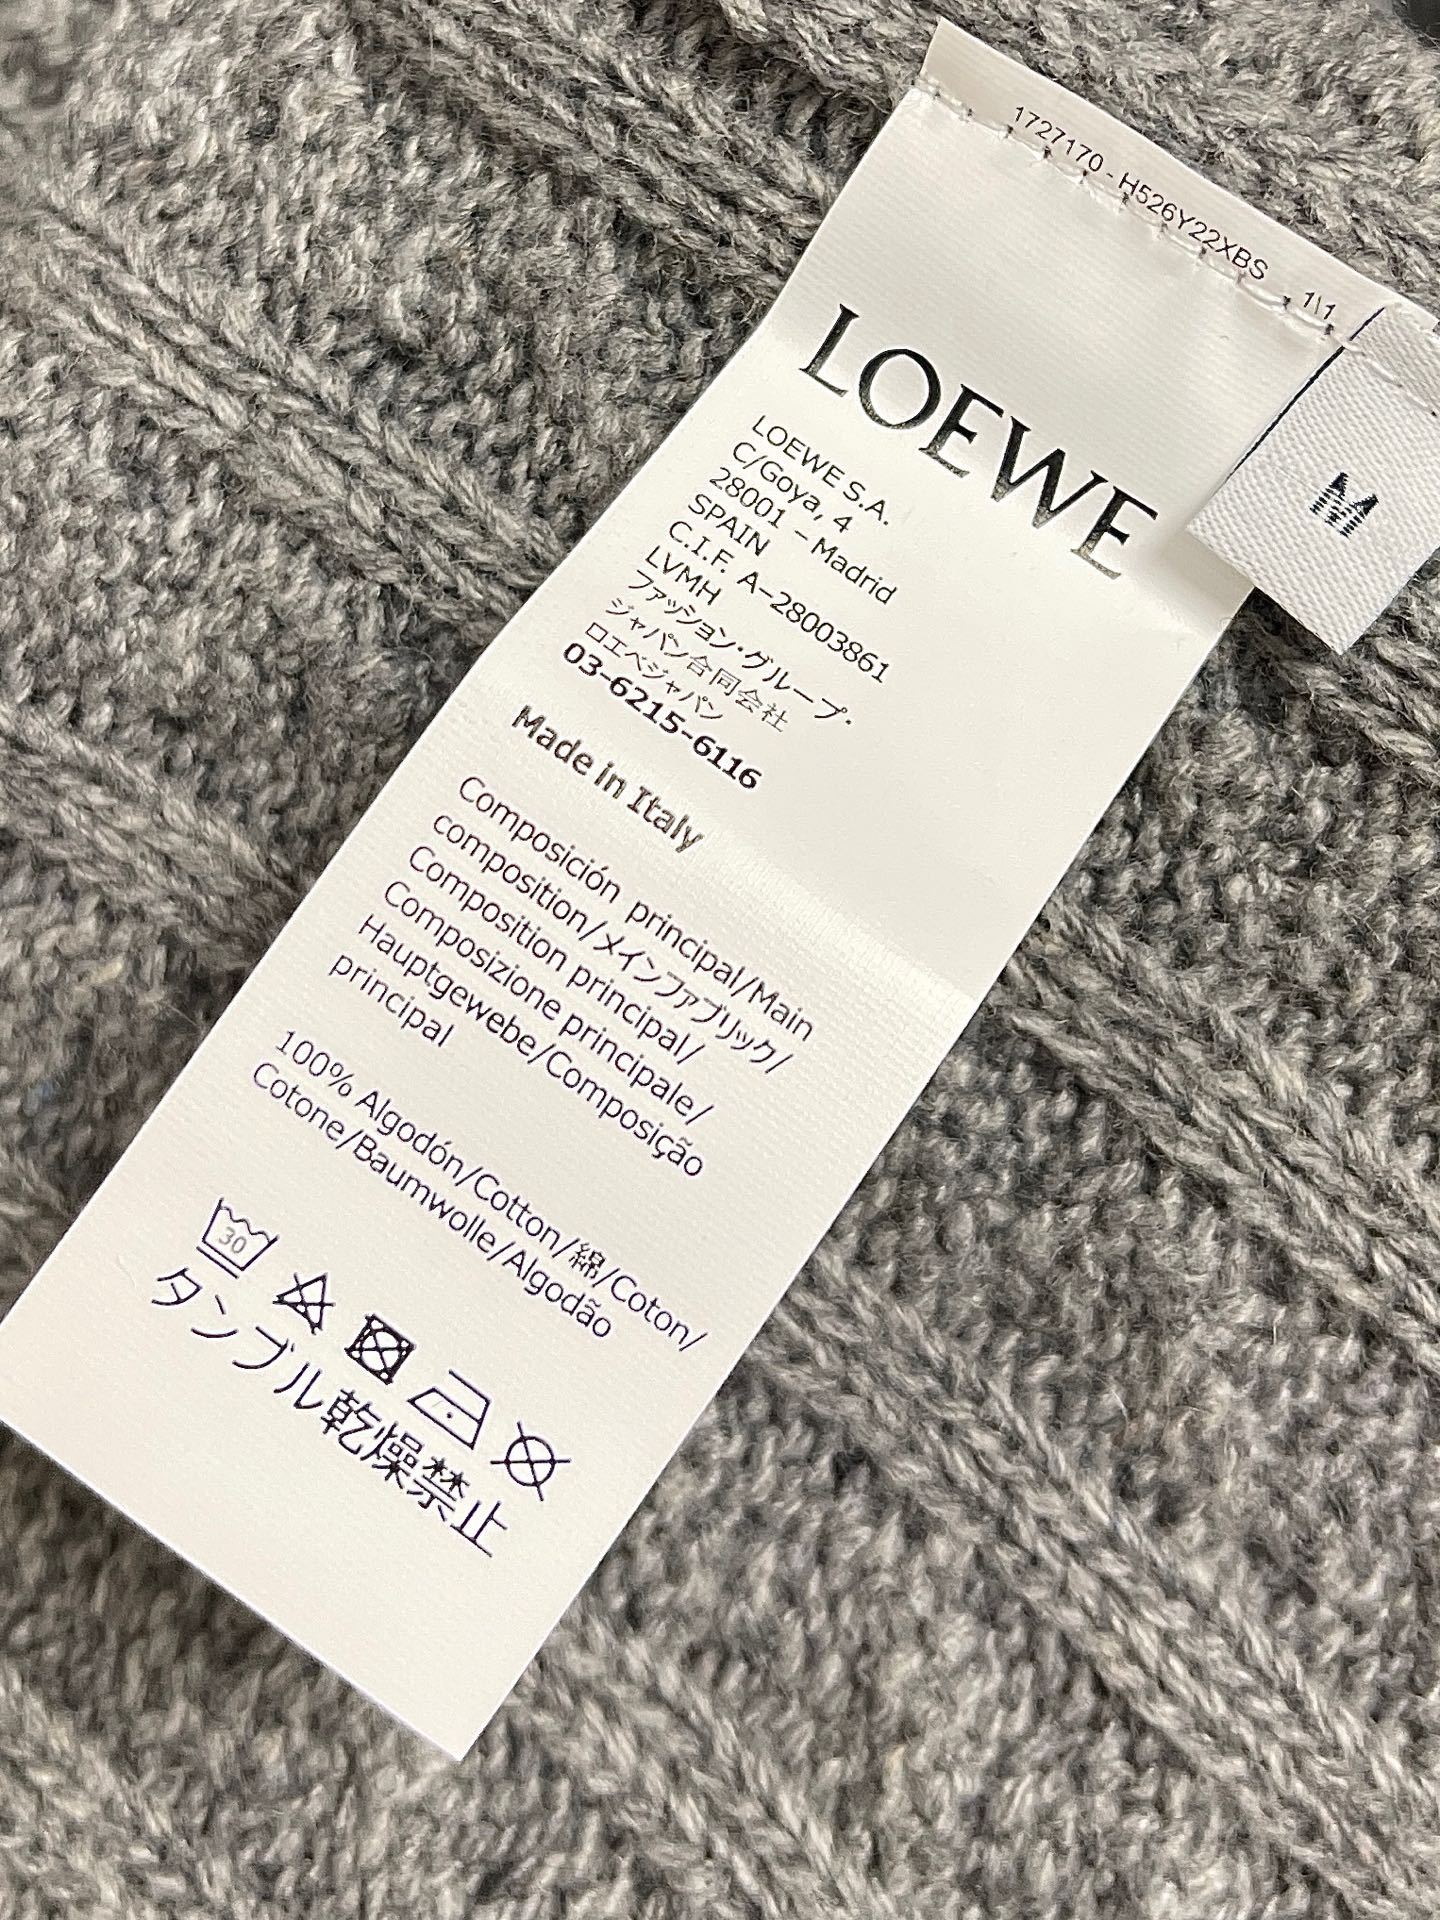 1727170 - H526Y22XBS 1\1
LOEWE
M
LOEWE S.A.
C/Goya, 4
28001 - Madrid
SPAIN
C.I.F. A-28003861
LVMH
ファッション・グループ・
ジャパン合同会社
ロエベジャパン
03-6215-6116
Made in Italy
Composición principal/Main
composition/メインファブリック/
Composition principal/
Composizione principale/
Hauptgewebe/Composição
principal
100% Algodón/Cotton/綿/Coton/
Cotone/Baumwolle/Algodão
30
タンブル乾燥禁止